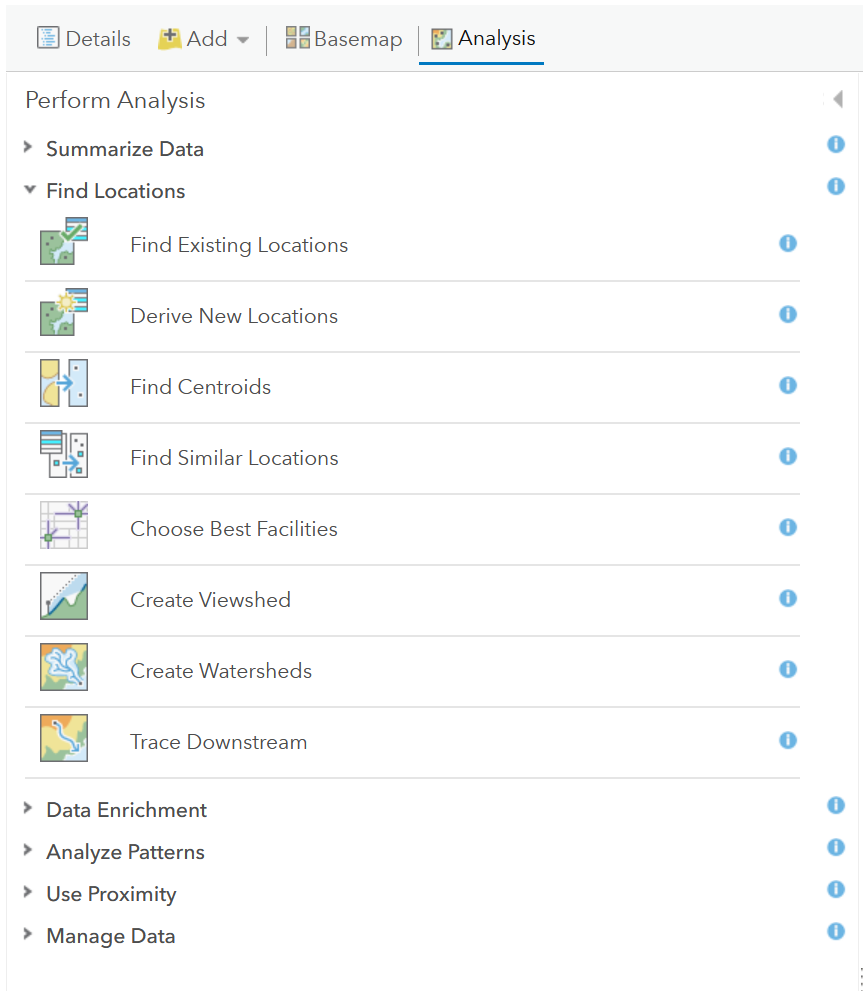 Details Add Basemap Analysis
Perform Analysis
Summarize Data
Find Locations
Find Existing Locations
Derive New Locations
Find Centroids
Find Similar Locations
Choose Best Facilities
Create Viewshed
Create Watersheds
Trace Downstream
Data Enrichment
Analyze Patterns
Use Proximity
Manage Data